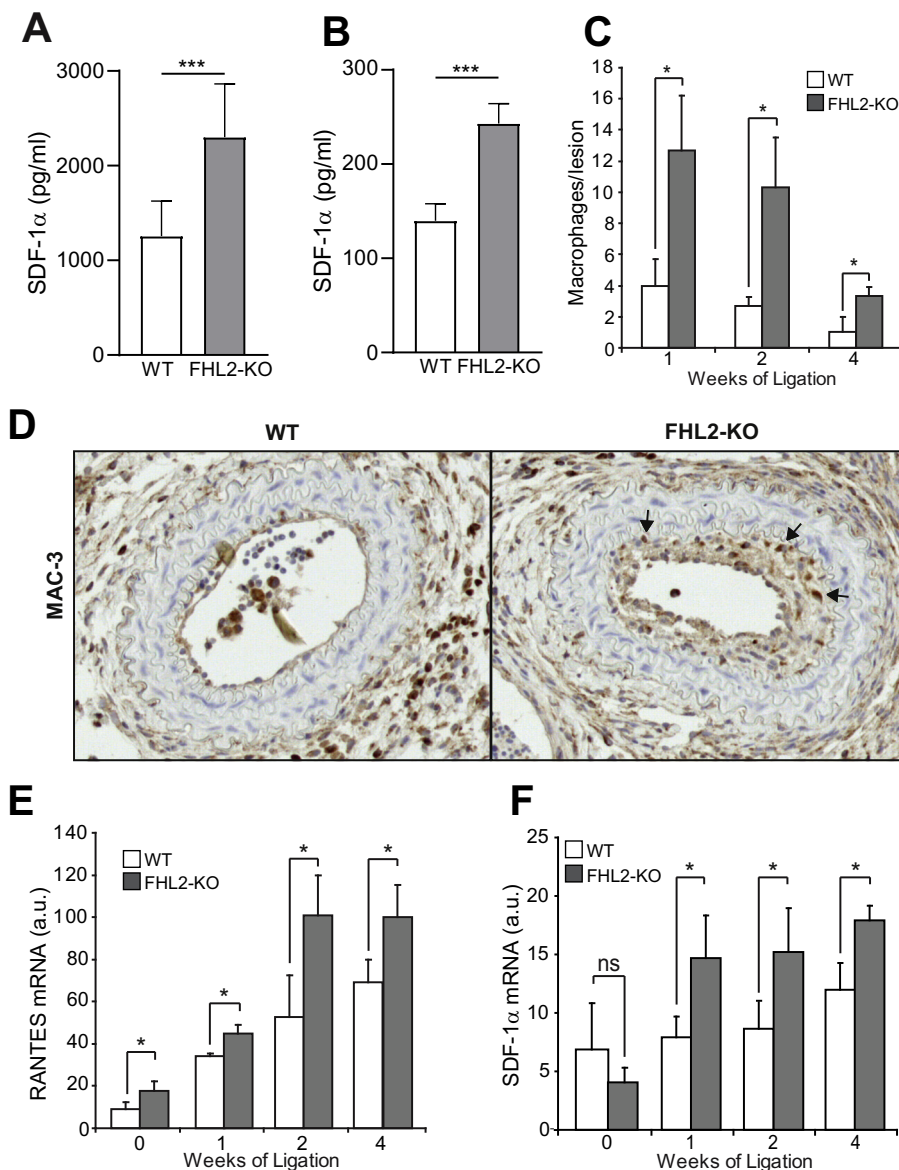 A
***
3000
2000
1000
0
SDF-1α (pg/ml)
WT FHL2-KO
B
***
300
200
100
0
SDF-1α (pg/ml)
WT FHL2-KO
C
WT
FHL2-KO
18
16
14
12
10
8
6
4
2
0
Macrophages/lesion
*
*
*
1 2 4
Weeks of Ligation
D
WT FHL2-KO
MAC-3
E
WT
FHL2-KO
140
120
100
80
60
40
20
0
RANTES mRNA (a.u.)
*
*
*
*
0 1 2 4
Weeks of Ligation
F
WT
FHL2-KO
25
20
15
10
5
0
SDF-1α mRNA (a.u.)
ns
*
*
*
0 1 2 4
Weeks of Ligation